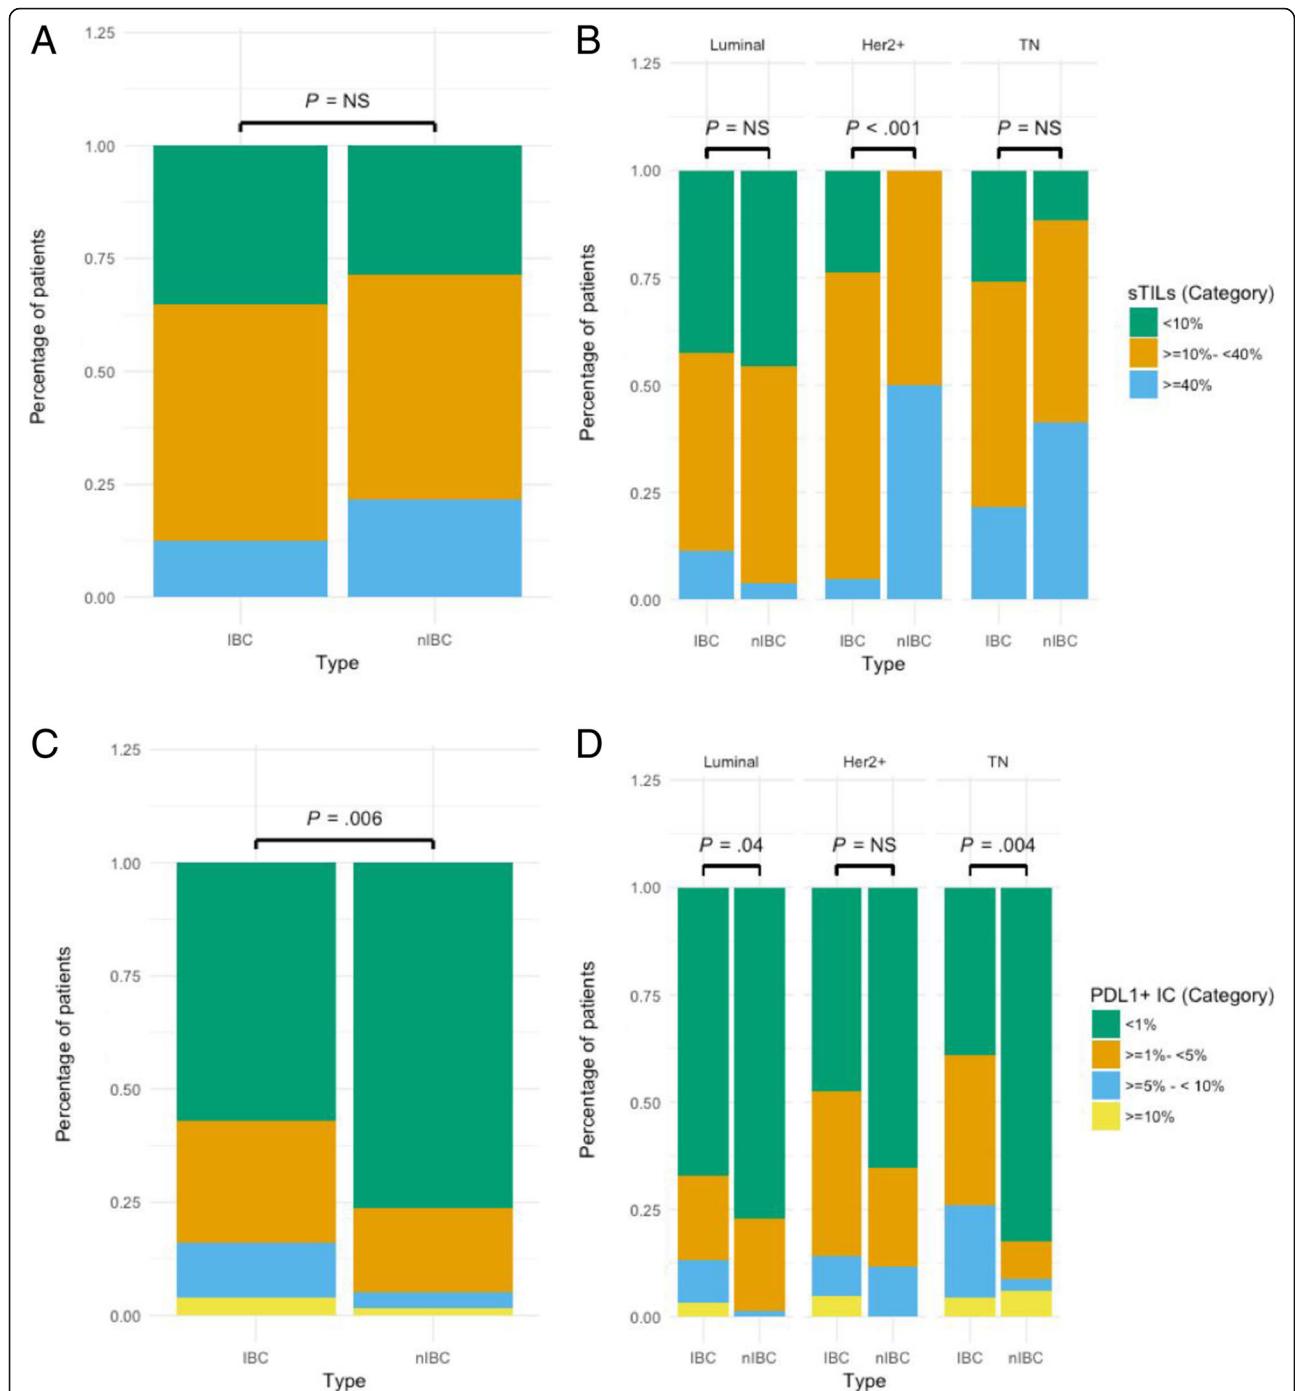 A
1.25
P = NS
1.00
0.75
0.50
0.25
0.00
Percentage of patients
IBC
nIBC
Type
B
Luminal
Her2+
TN
1.25
P = NS
P < .001
P = NS
1.00
0.75
0.50
0.25
0.00
Percentage of patients
IBC
nIBC
IBC
nIBC
IBC
nIBC
Type
sTILs (Category)
<10%
>=10%- <40%
>=40%
C
1.25
P = .006
1.00
0.75
0.50
0.25
0.00
Percentage of patients
IBC
nIBC
Type
D
Luminal
Her2+
TN
1.25
P = .04
P = NS
P = .004
1.00
0.75
0.50
0.25
0.00
Percentage of patients
IBC
nIBC
IBC
nIBC
IBC
nIBC
Type
PDL1+ IC (Category)
<1%
>=1%- <5%
>=5% - < 10%
>=10%